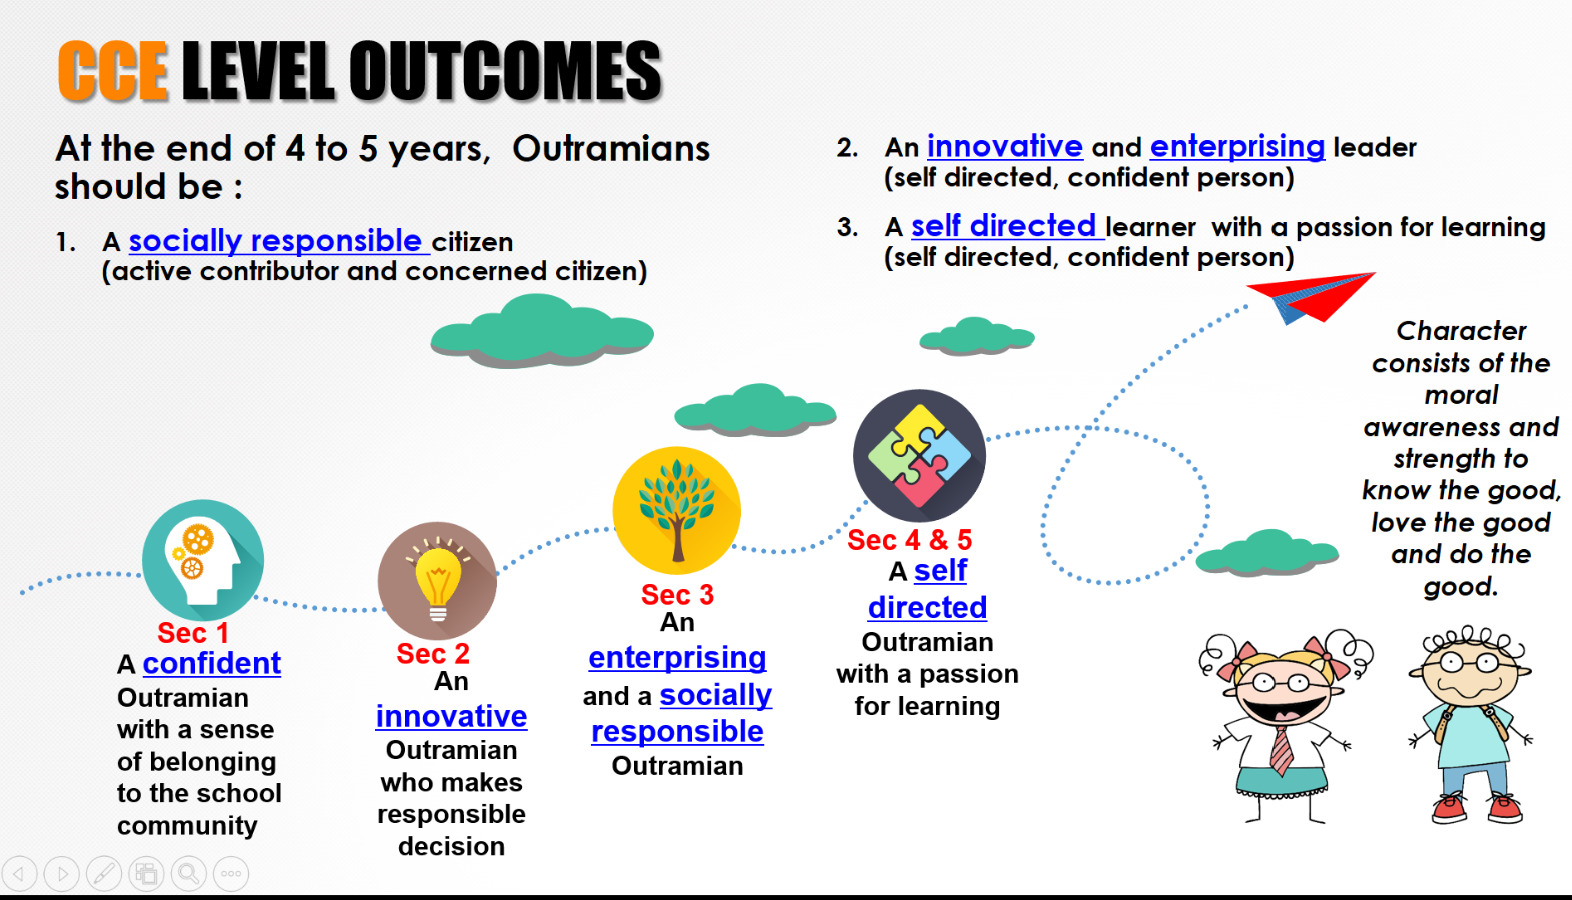 CCE LEVEL OUTCOMES
At the end of 4 to 5 years, Outramians
should be :
1. A socially responsible citizen
(active contributor and concerned citizen)
2. An innovative and enterprising leader
(self directed, confident person)
3. A self directed learner with a passion for learning
(self directed, confident person)
Sec 1
A confident
Outramian
with a sense
of belonging
to the school
community
Sec 2
An
innovative
Outramian
who makes
responsible
decision
Sec 3
An
enterprising
and a socially
responsible
Outramian
Sec 4 & 5
A self
directed
Outramian
with a passion
for learning
Character
consists of the
moral
awareness and
strength to
know the good,
love the good
and do the
good.